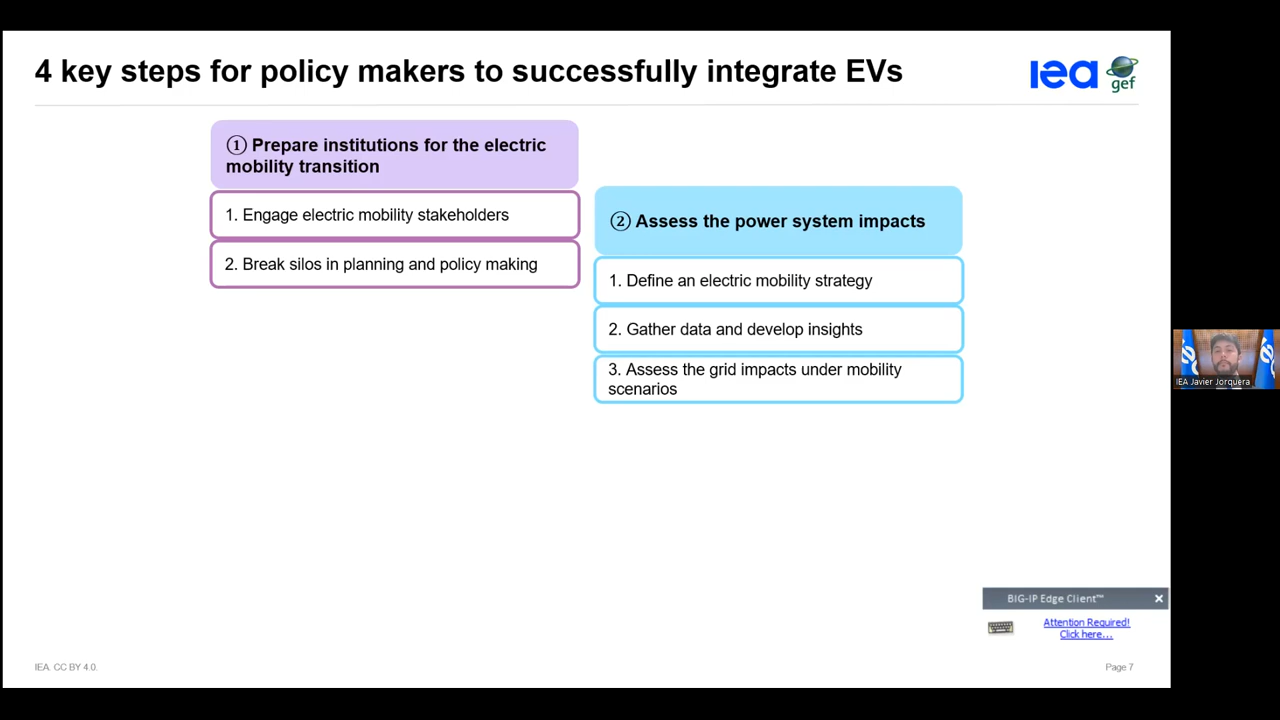 4 key steps for policy makers to successfully integrate EVs
iea
gef
① Prepare institutions for the electric
mobility transition
1. Engage electric mobility stakeholders
2. Break silos in planning and policy making
② Assess the power system impacts
1. Define an electric mobility strategy
2. Gather data and develop insights
3. Assess the grid impacts under mobility
scenarios
IEA Javier Jorquera
BIG-IP Edge Client™
Attention Required!
Click here...
IEA. CC BY 4.0.
Page 7